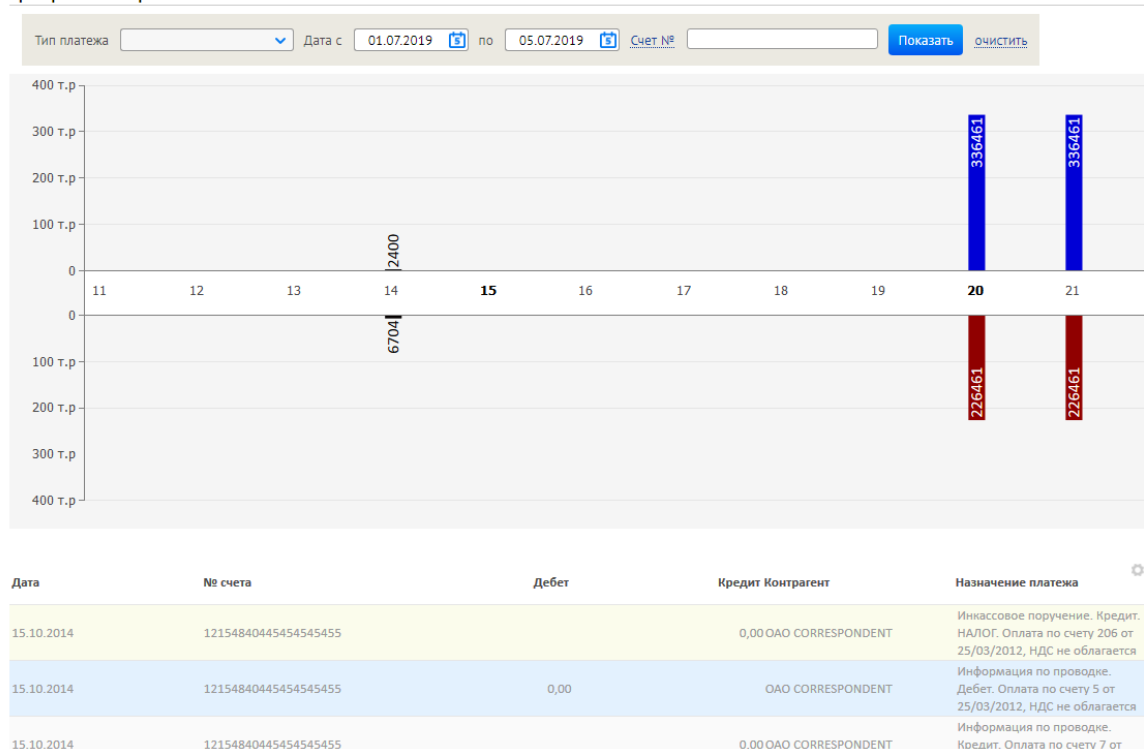 Тип платежа Дата с 01.07.2019 по 05.07.2019 Счет № Показать очистить
400 т.р
300 т.р
200 т.р
100 т.р
0
2400
336461
336461
11 12 13 14 15 16 17 18 19 20 21
0
100 т.р
200 т.р
300 т.р
400 т.р
6704
226461
226461
Дата № счета Дебет Кредит Контрагент Назначение платежа
15.10.2014 12154840445454545455 0,00 ОАО CORRESPONDENT
Инкассовое поручение. Кредит.
НАЛОГ. Оплата по счету 206 от
25/03/2012, НДС не облагается
15.10.2014 12154840445454545455 0,00 ОАО CORRESPONDENT
Информация по проводке.
Дебет. Оплата по счету 5 от
25/03/2012, НДС не облагается
15.10.2014 12154840445454545455 0,00 ОАО CORRESPONDENT
Информация по проводке.
Кредит. Оплата по счету 7 от